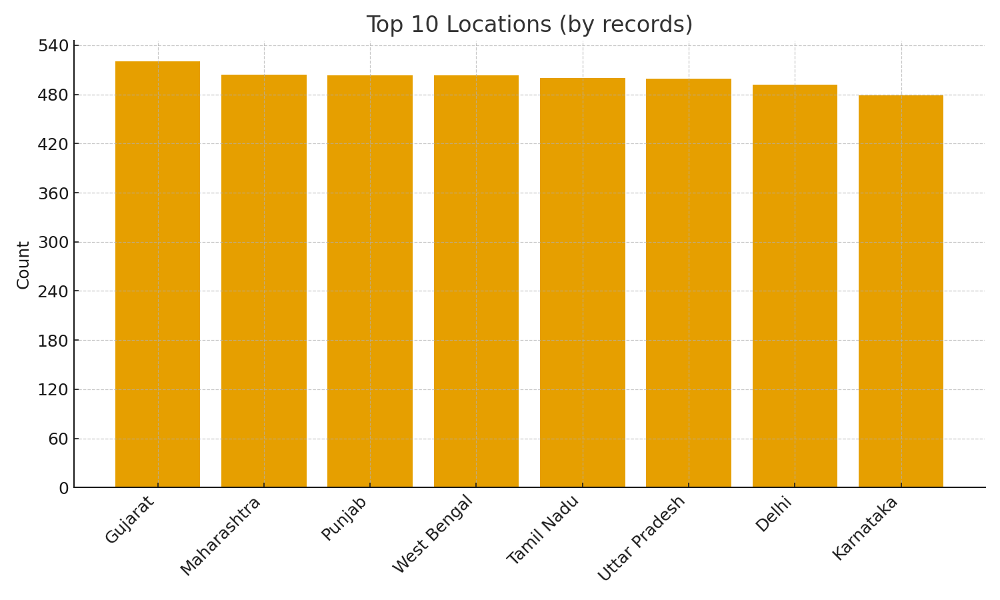 Top 10 Locations (by records)
Count
540
480
420
360
300
240
180
120
60
0
Gujarat
Maharashtra
Punjab
West Bengal
Tamil Nadu
Uttar Pradesh
Delhi
Karnataka